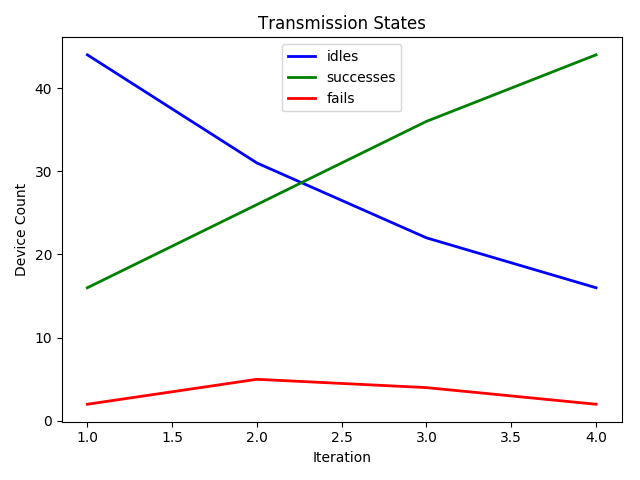 Transmission States
idles
successes
fails
Device Count
40
30
20
10
0
1.0 1.5 2.0 2.5 3.0 3.5 4.0
Iteration